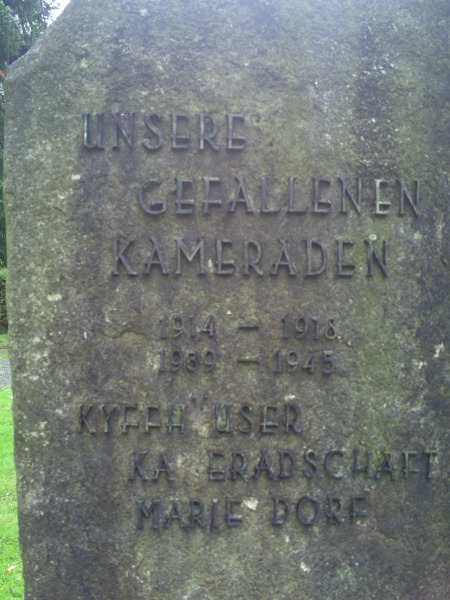 UNSERE
GEFALLENEN
KAMERADEN
1914 – 1918
1939 – 1945
KYFFH¨USER
KA ERADSCHAFT
MARIE DORF